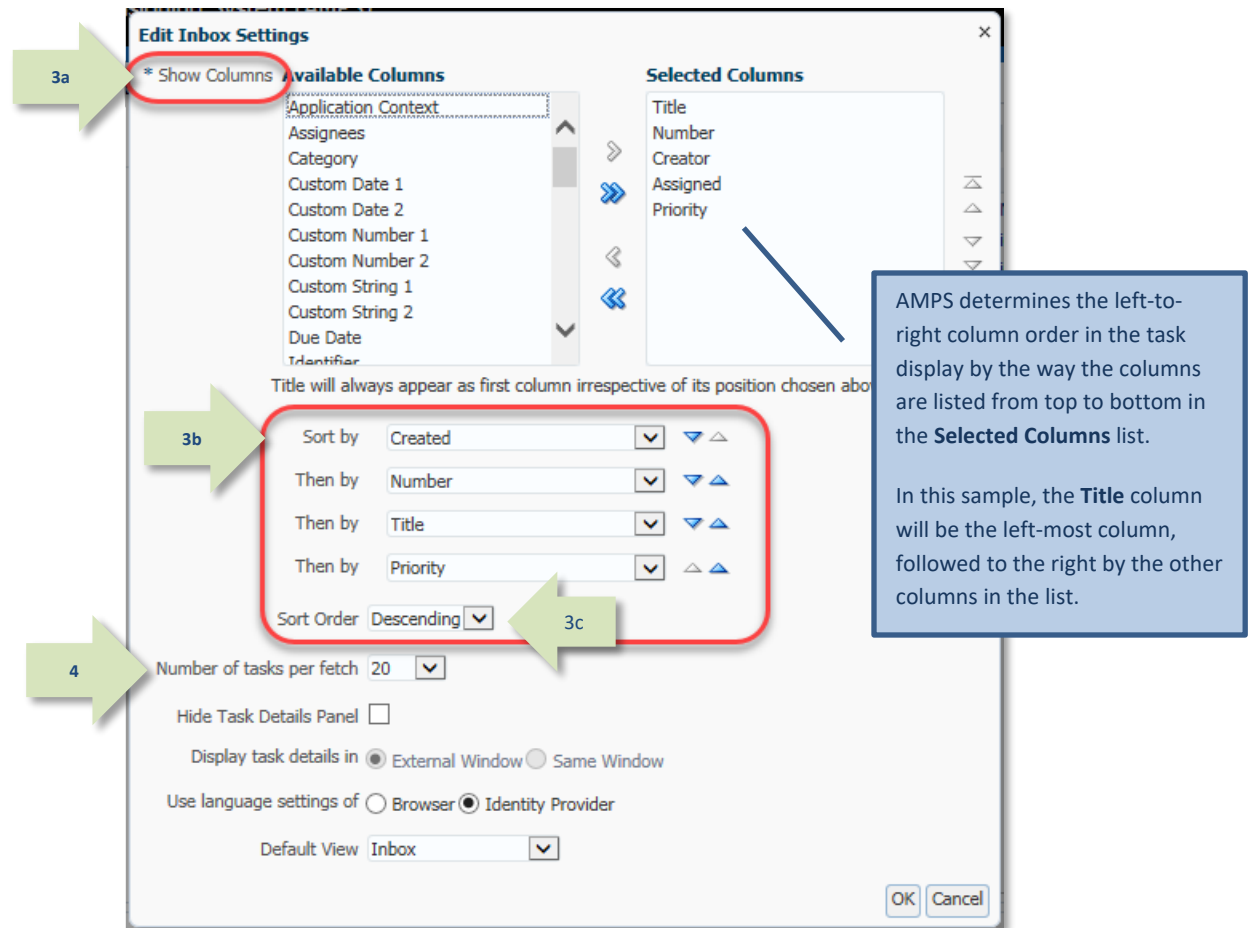 Edit Inbox Settings
3a
* Show Columns
Available Columns
Application Context
Assignees
Category
Custom Date 1
Custom Date 2
Custom Number 1
Custom Number 2
Custom String 1
Custom String 2
Due Date
Identifier
Selected Columns
Title
Number
Creator
Assigned
Priority
AMPS determines the left-to-
right column order in the task
display by the way the columns
are listed from top to bottom in
the Selected Columns list.
In this sample, the Title column
will be the left-most column,
followed to the right by the other
columns in the list.
Title will always appear as first column irrespective of its position chosen
3b
Sort by Created
Then by Number
Then by Title
Then by Priority
Sort Order Descending
3c
4
Number of tasks per fetch 20
Hide Task Details Panel
Display task details in External Window Same Window
Use language settings of Browser Identity Provider
Default View Inbox
OK Cancel